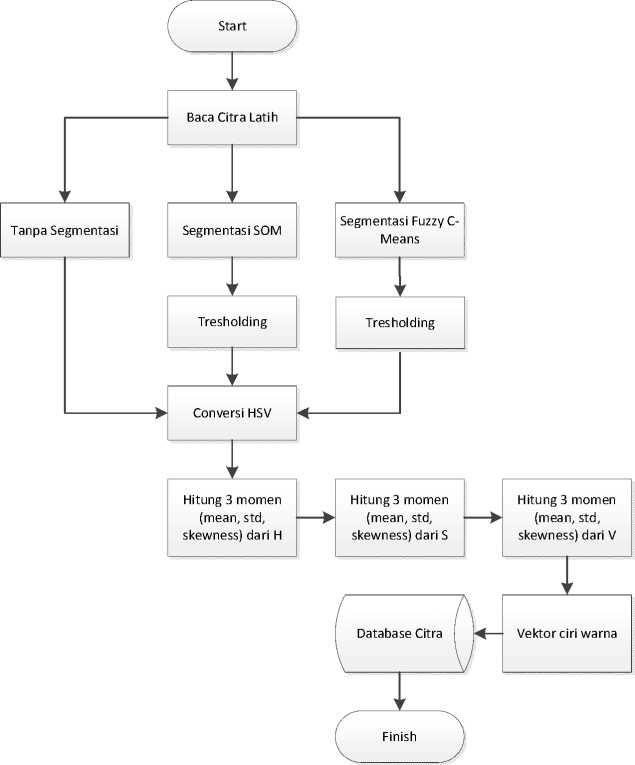 Start
Baca Citra Latih
Tanpa Segmentasi
Segmentasi SOM
Segmentasi Fuzzy C-
Means
Tresholding
Tresholding
Conversi HSV
Hitung 3 momen
(mean, std,
skewness) dari H
Hitung 3 momen
(mean, std,
skewness) dari S
Hitung 3 momen
(mean, std,
skewness) dari V
Vektor ciri warna
Database Citra
Finish